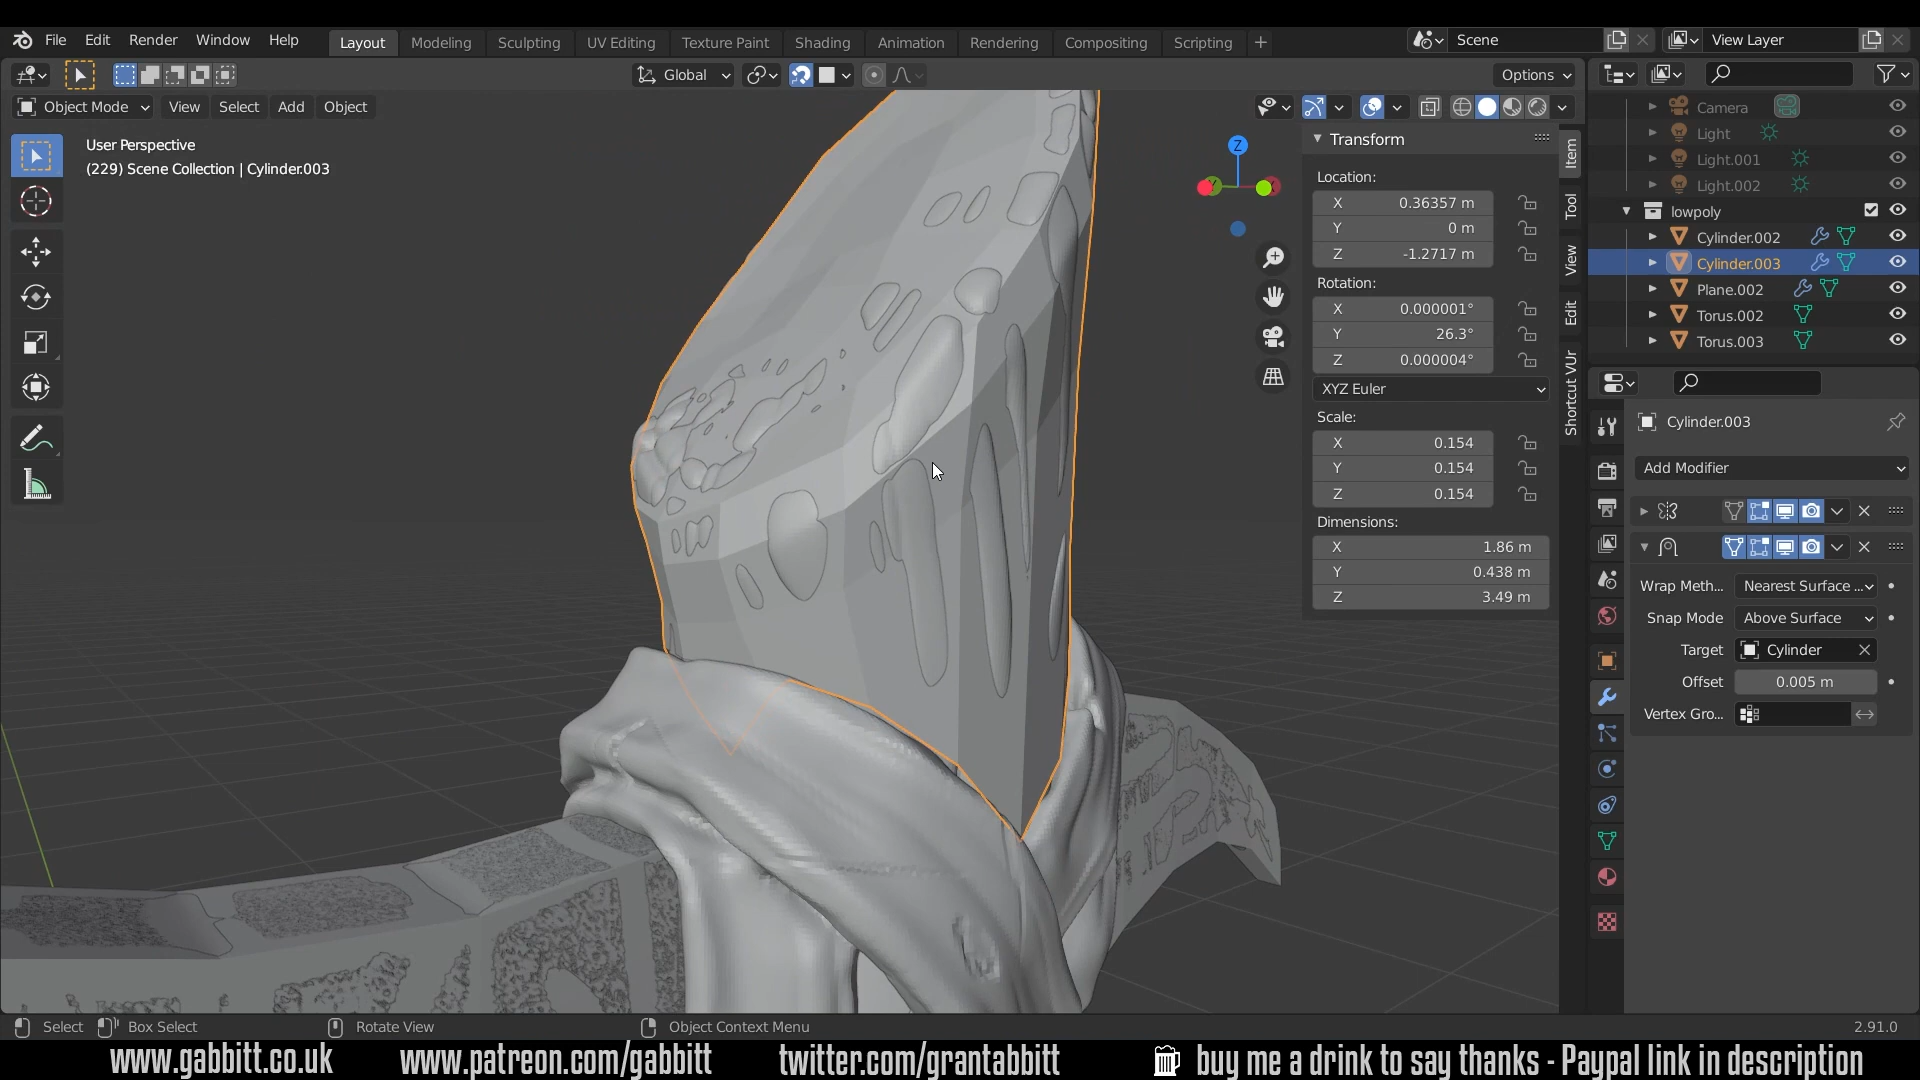 File Edit Render Window Help Layout Modeling Sculpting UV Editing Texture Paint Shading Animation Rendering Compositing Scripting + Scene View Layer
Global Options
Object Mode View Select Add Object
User Perspective
(229) Scene Collection | Cylinder.003
Z
Y
Transform
Location:
X 0.36357 m
Y 0 m
Z -1.2717 m
Rotation:
X 0.000001°
Y 26.3°
Z 0.000004°
XYZ Euler
Scale:
X 0.154
Y 0.154
Z 0.154
Dimensions:
X 1.86 m
Y 0.438 m
Z 3.49 m
Item
Tool
View
Edit
Shortcut VUr
Camera
Light
Light.001
Light.002
lowpoly
Cylinder.002
Cylinder.003
Plane.002
Torus.002
Torus.003
Cylinder.003
Add Modifier
Wrap Meth... Nearest Surface ...
Snap Mode Above Surface
Target Cylinder
Offset 0.005 m
Vertex Gro...
Select Box Select Rotate View Object Context Menu 2.91.0
www.gabbitt.co.uk www.patreon.com/gabbitt twitter.com/grantabbitt buy me a drink to say thanks - Paypal link in description